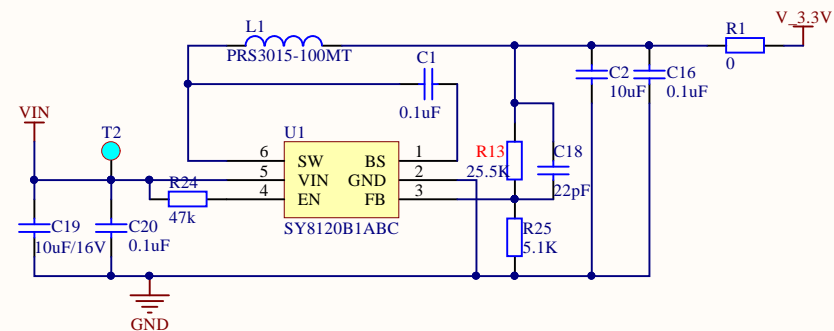 L1
PRS3015-100MT
R1
0
V_3.3V
C1
0.1uF
C2
10uF
C16
0.1uF
VIN
T2
U1
6 SW BS 1
5 VIN GND 2
4 EN FB 3
SY8120B1ABC
R24
47k
R13
25.5K
C18
22pF
C19
10uF/16V
C20
0.1uF
R25
5.1K
GND